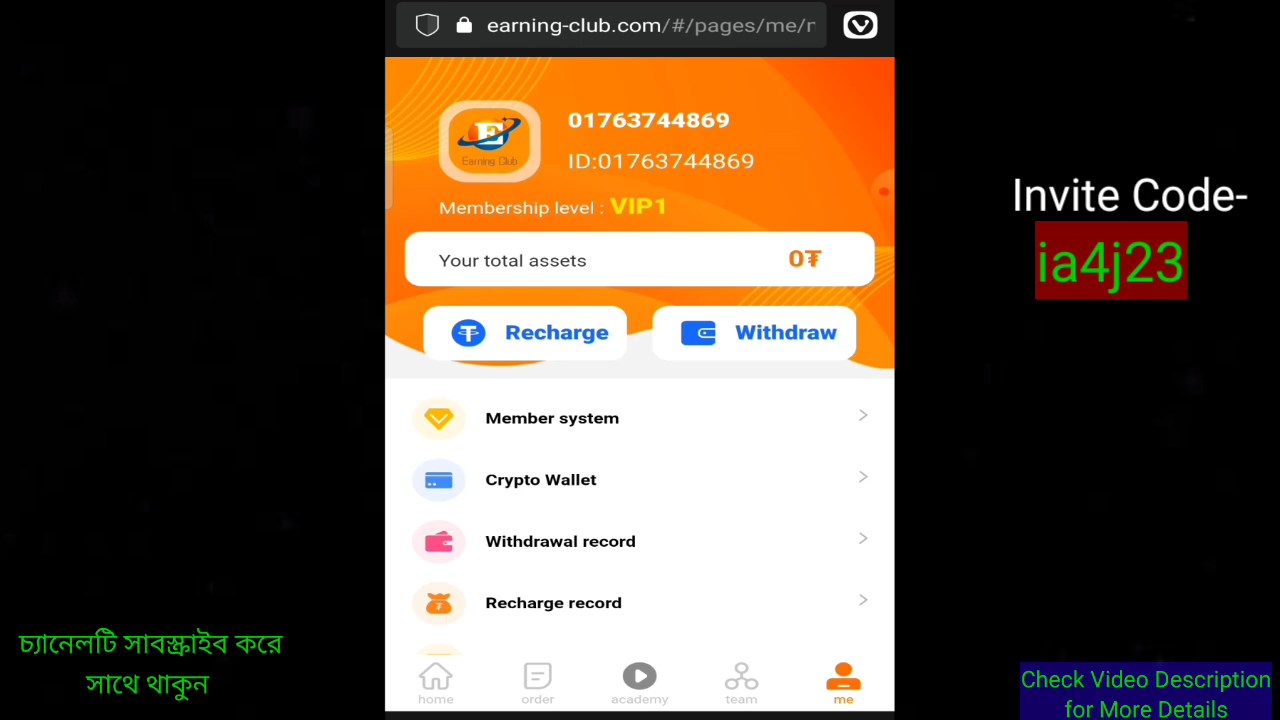 earning-club.com/#/pages/me/
01763744869
Earning Club
ID:01763744869
Membership level : VIP1
Your total assets 0₮
Recharge Withdraw
Member system
Crypto Wallet
Withdrawal record
Recharge record
home order academy team me
Invite Code-
ia4j23
চ্যানেলটি সাবস্ক্রাইব করে
সাথে থাকুন
Check Video Description
for More Details